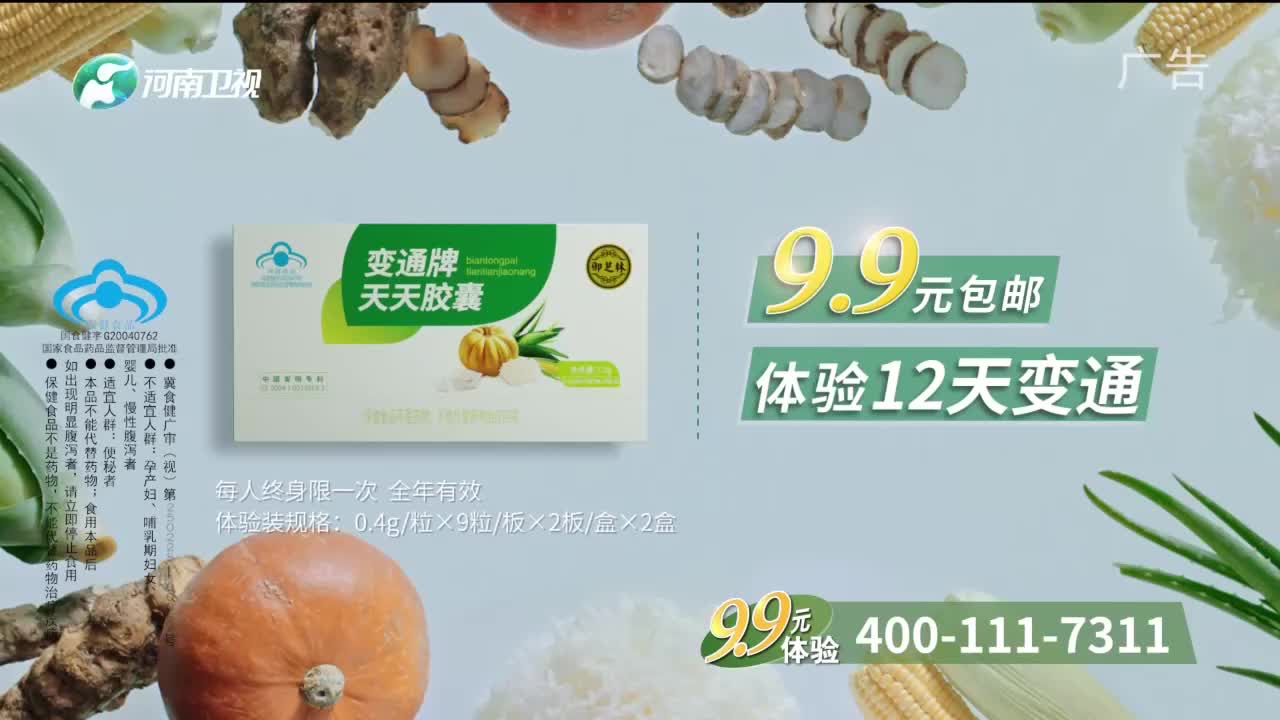 河南卫视
广告
变通牌
天天胶囊
biantongpai
tiantianjiaonang
御芝林
9.9元包邮
体验12天变通
每人终身限一次 全年有效
体验装规格：0.4g/粒×9粒/板×2板/盒×2盒
9.9元体验
400-111-7311
国食健字G20040762
国家食品药品监督管理局批准
●冀食健广审（视）第
●不适宜人群：孕产妇、哺乳期妇女、
婴儿、慢性腹泻者
●适宜人群：便秘者
●本品不能代替药物；食用本品后
如出现明显腹泻者，请立即停止食用
●保健食品不是药物，不能代替药物治疗疾病